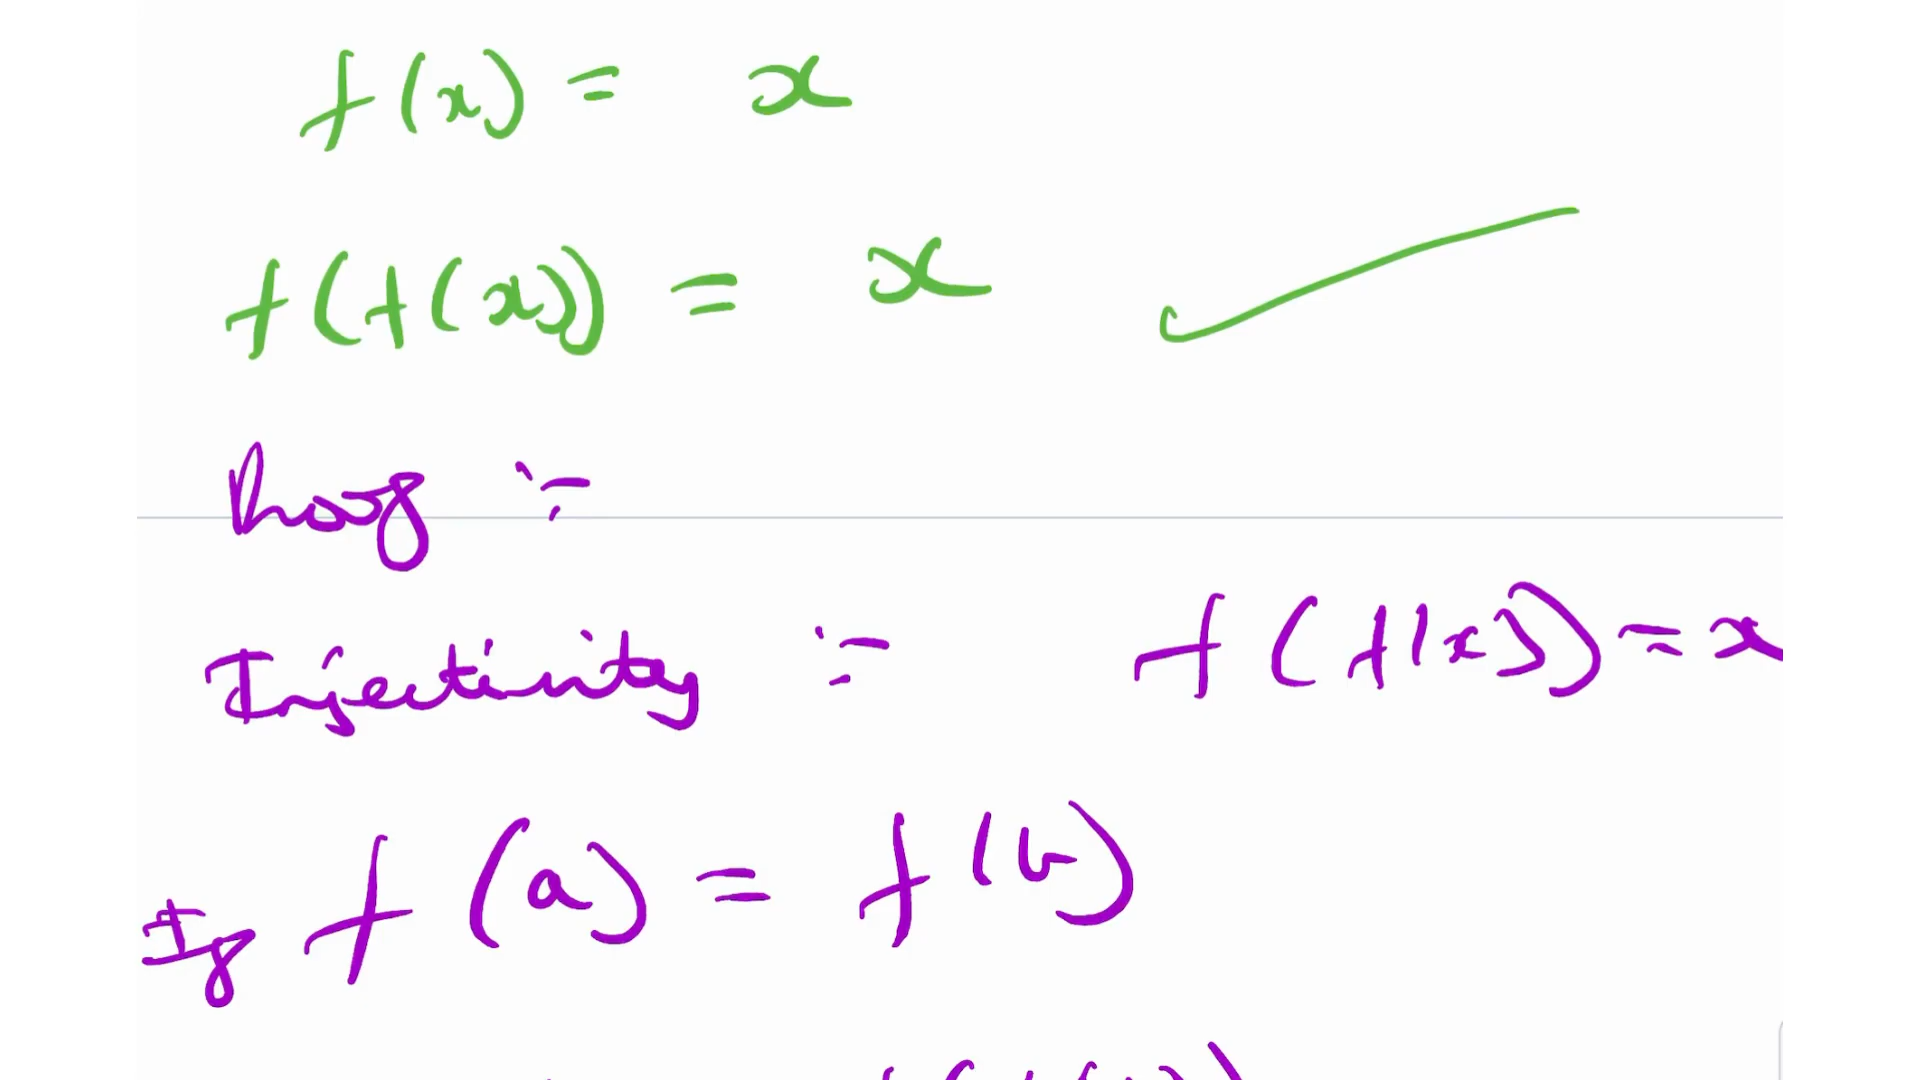 f(x) = x
f(f(x)) = x
Proof :-
Injectivity :- f(f(x)) = x
If f(a) = f(b)